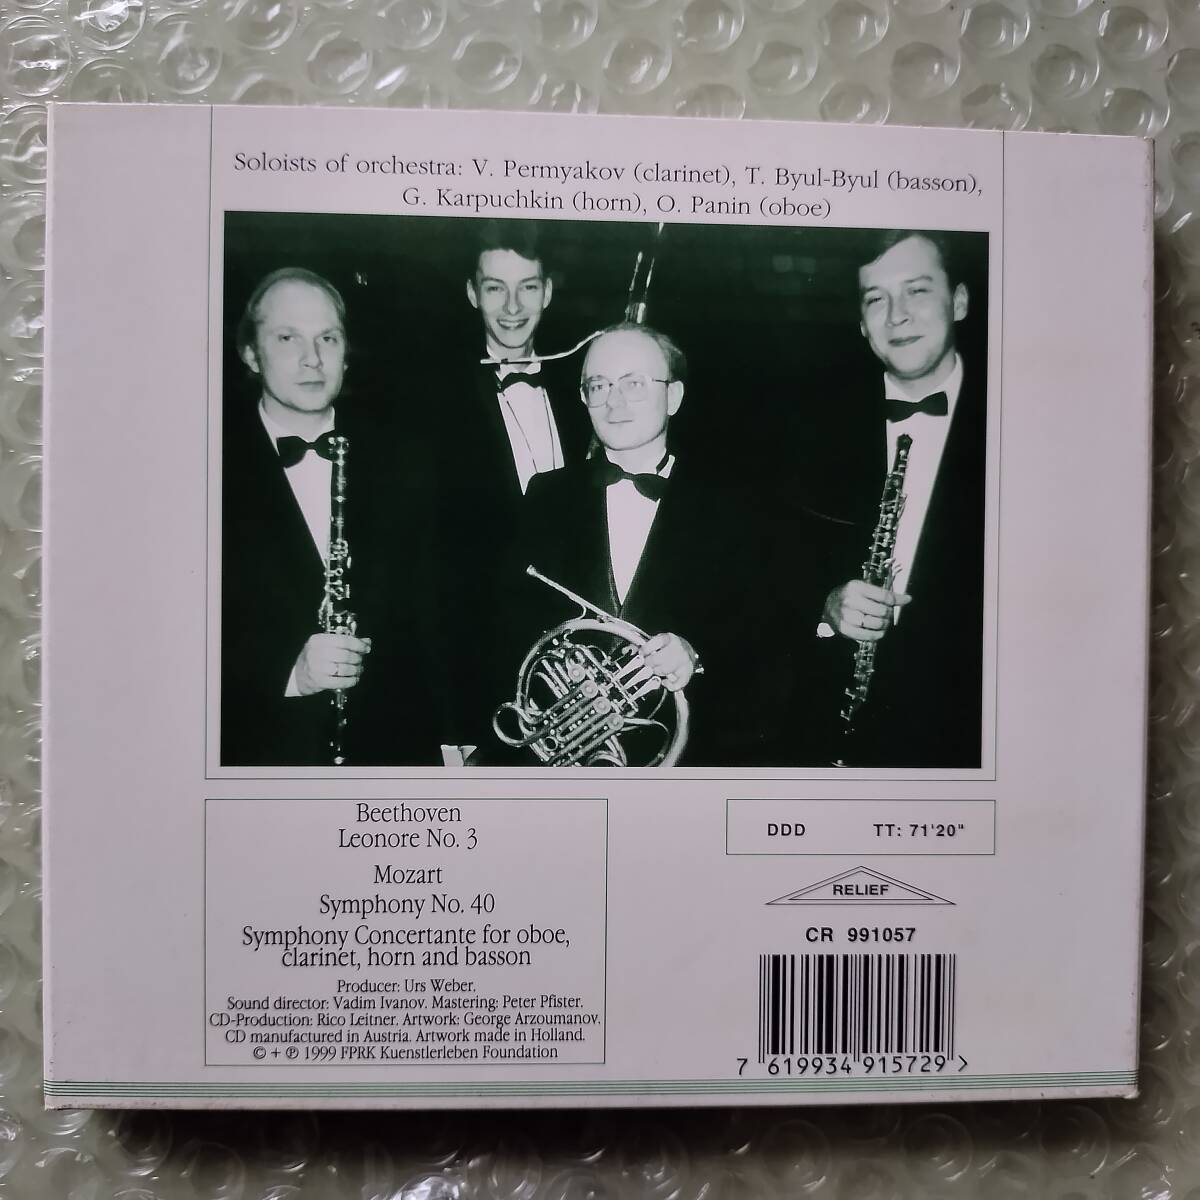 Soloists of orchestra: V. Permyakov (clarinet), T. Byul-Byul (basson),
G. Karpuchkin (horn), O. Panin (oboe)
Beethoven
Leonore No. 3
Mozart
Symphony No. 40
Symphony Concertante for oboe,
clarinet, horn and basson
Producer: Urs Weber.
Sound director: Vadim Ivanov. Mastering: Peter Pfister.
CD-Production: Rico Leitner. Artwork: George Arzoumanov.
CD manufactured in Austria. Artwork made in Holland.
© + ℗ 1999 FPRK Kuenstlerleben Foundation
DDD TT: 71'20"
RELIEF
CR 991057
7 619934 915729 >